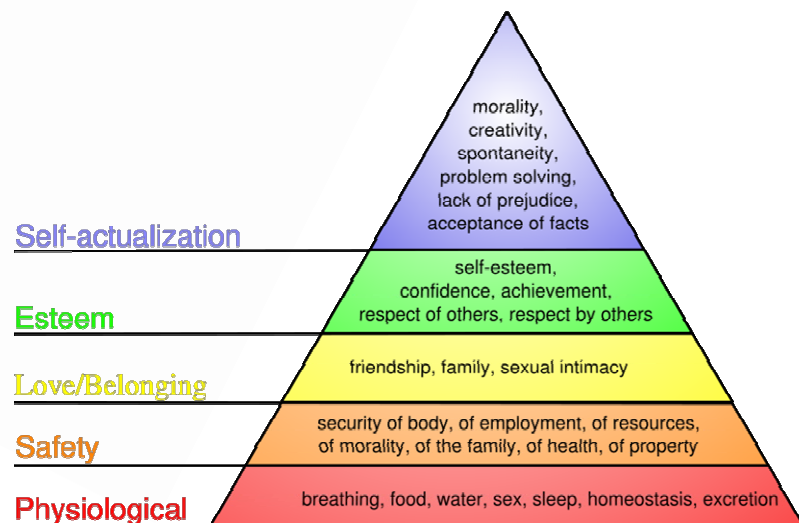 morality,
creativity,
spontaneity,
problem solving,
lack of prejudice,
acceptance of facts
Self-actualization
self-esteem,
confidence, achievement,
respect of others, respect by others
Esteem
friendship, family, sexual intimacy
Love/Belonging
security of body, of employment, of resources,
of morality, of the family, of health, of property
Safety
breathing, food, water, sex, sleep, homeostasis, excretion
Physiological